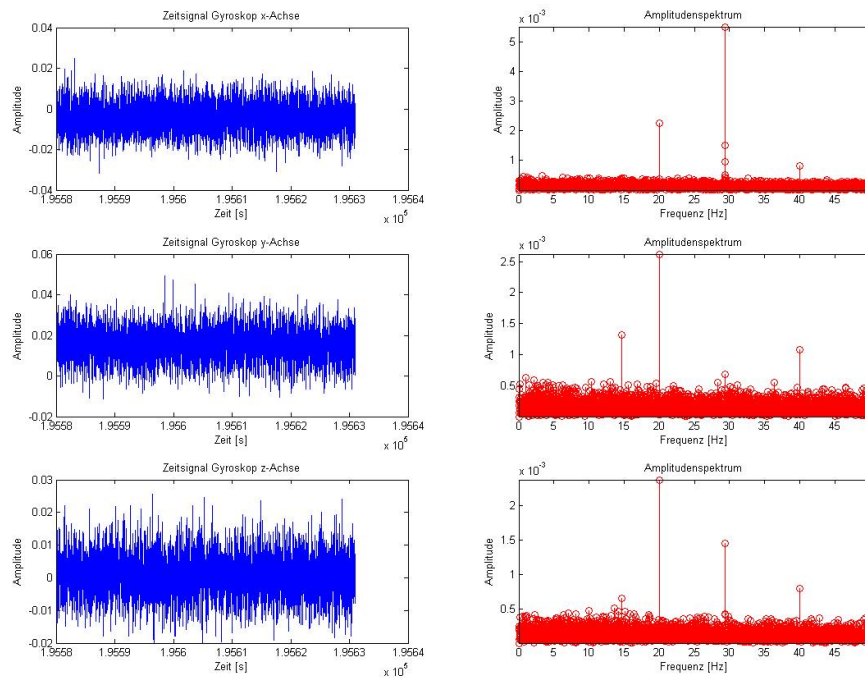 Zeitsignal Gyroskop x-Achse
0.04
0.02
0
-0.02
-0.04
Amplitude
1.9558 1.9559 1.956 1.9561 1.9562 1.9563 1.9564
Zeit [s]
x 10^5
Amplitudenspektrum
x 10^-3
5
4
3
2
1
Amplitude
0 5 10 15 20 25 30 35 40 45
Frequenz [Hz]
Zeitsignal Gyroskop y-Achse
0.06
0.04
0.02
0
-0.02
Amplitude
1.9558 1.9559 1.956 1.9561 1.9562 1.9563 1.9564
Zeit [s]
x 10^5
Amplitudenspektrum
x 10^-3
2.5
2
1.5
1
0.5
Amplitude
0 5 10 15 20 25 30 35 40 45
Frequenz [Hz]
Zeitsignal Gyroskop z-Achse
0.03
0.02
0.01
0
-0.01
-0.02
Amplitude
1.9558 1.9559 1.956 1.9561 1.9562 1.9563 1.9564
Zeit [s]
x 10^5
Amplitudenspektrum
x 10^-3
2
1.5
1
0.5
Amplitude
0 5 10 15 20 25 30 35 40 45
Frequenz [Hz]